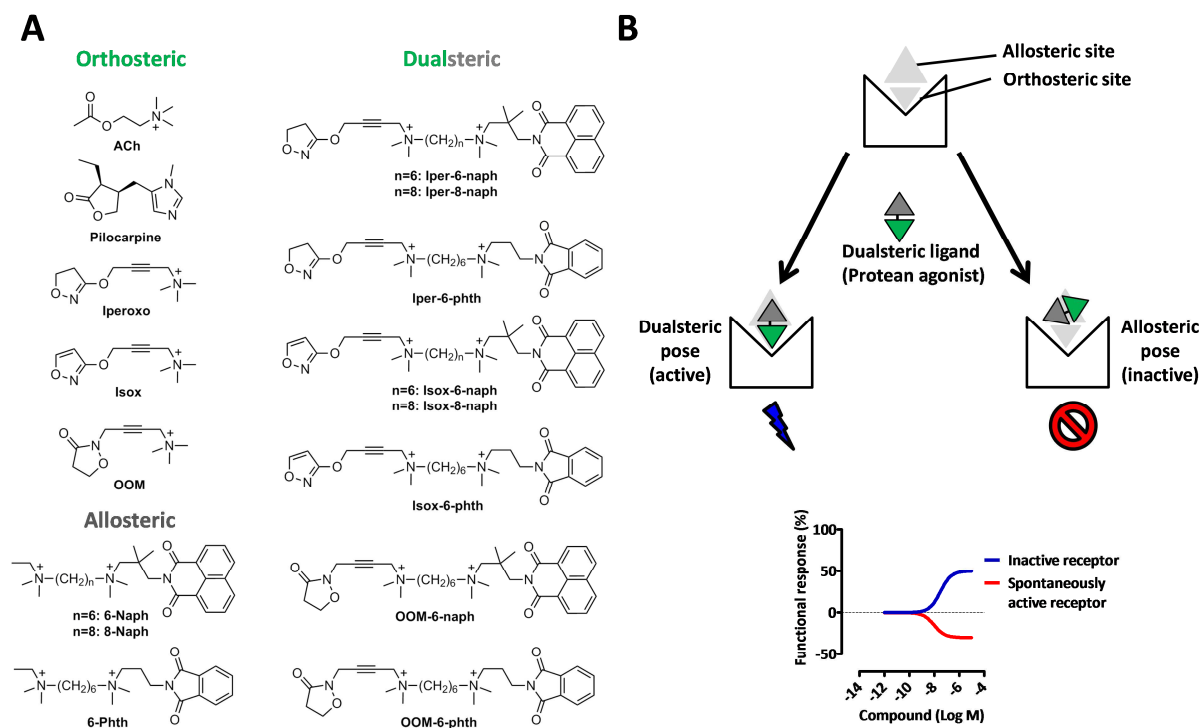 A
Orthosteric
ACh
Pilocarpine
Iperoxo
Isox
OOM
Allosteric
n=6: 6-Naph
n=8: 8-Naph
6-Phth
Dualsteric
n=6: Iper-6-naph
n=8: Iper-8-naph
Iper-6-phth
n=6: Isox-6-naph
n=8: Isox-8-naph
Isox-6-phth
OOM-6-naph
OOM-6-phth
B
Allosteric site
Orthosteric site
Dualsteric ligand
(Protean agonist)
Dualsteric
pose
(active)
Allosteric
pose
(inactive)
Functional response (%)
100
50
0
-50
-14
-12
-10
-8
-6
-4
Compound (Log M)
Inactive receptor
Spontaneously
active receptor